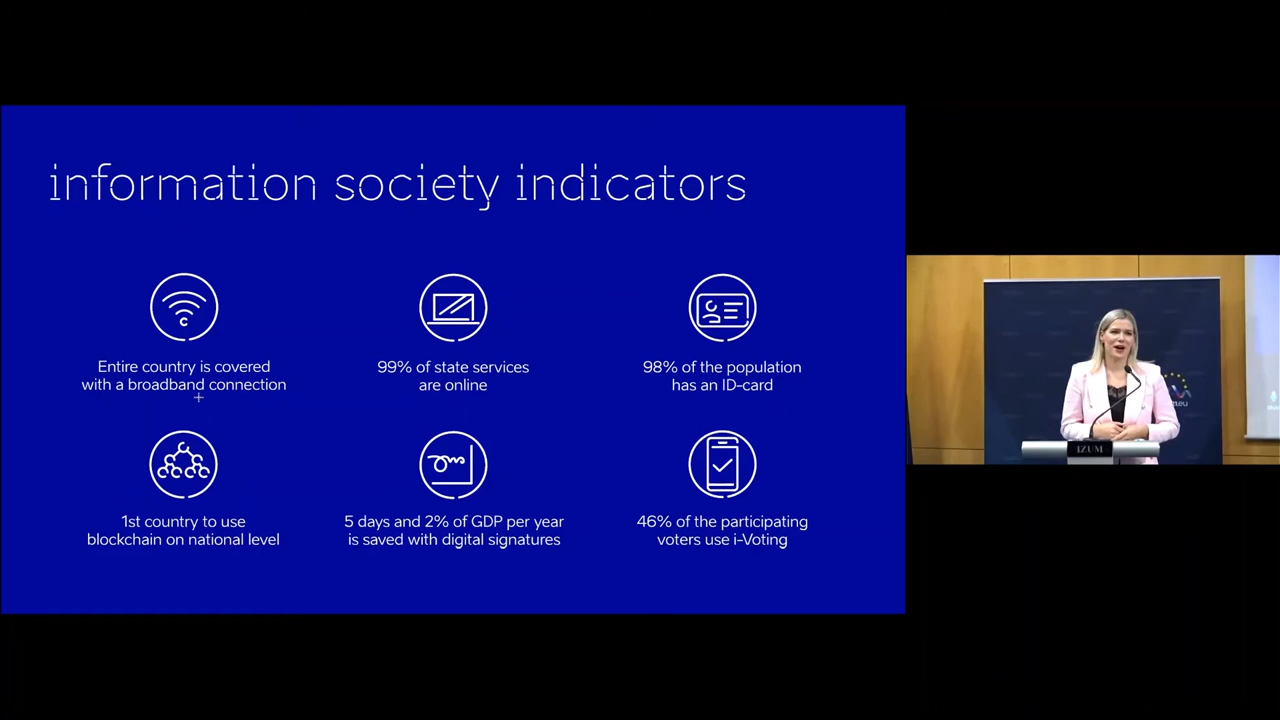 information society indicators
Entire country is covered
with a broadband connection
99% of state services
are online
98% of the population
has an ID-card
1st country to use
blockchain on national level
5 days and 2% of GDP per year
is saved with digital signatures
46% of the participating
voters use i-Voting
IZUM